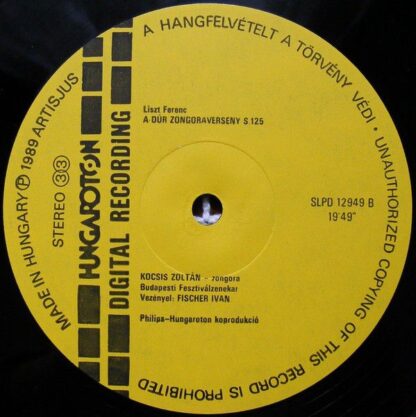 A HANGFELVÉTELT A TÖRVÉNY VÉDI • UNAUTHORIZED COPYING OF THIS RECORD IS PROHIBITED
MADE IN HUNGARY Ⓟ 1989 ARTISJUS
STEREO 33
HUNGAROTON
DIGITAL RECORDING
Liszt Ferenc
A-DÚR ZONGORAVERSENY S 125
SLPD 12949 B
19'49"
KOCSIS ZOLTÁN - zongora
Budapesti Fesztiválzenekar
Vezényel: FISCHER IVAN
Philips-Hungaroton koprodukció